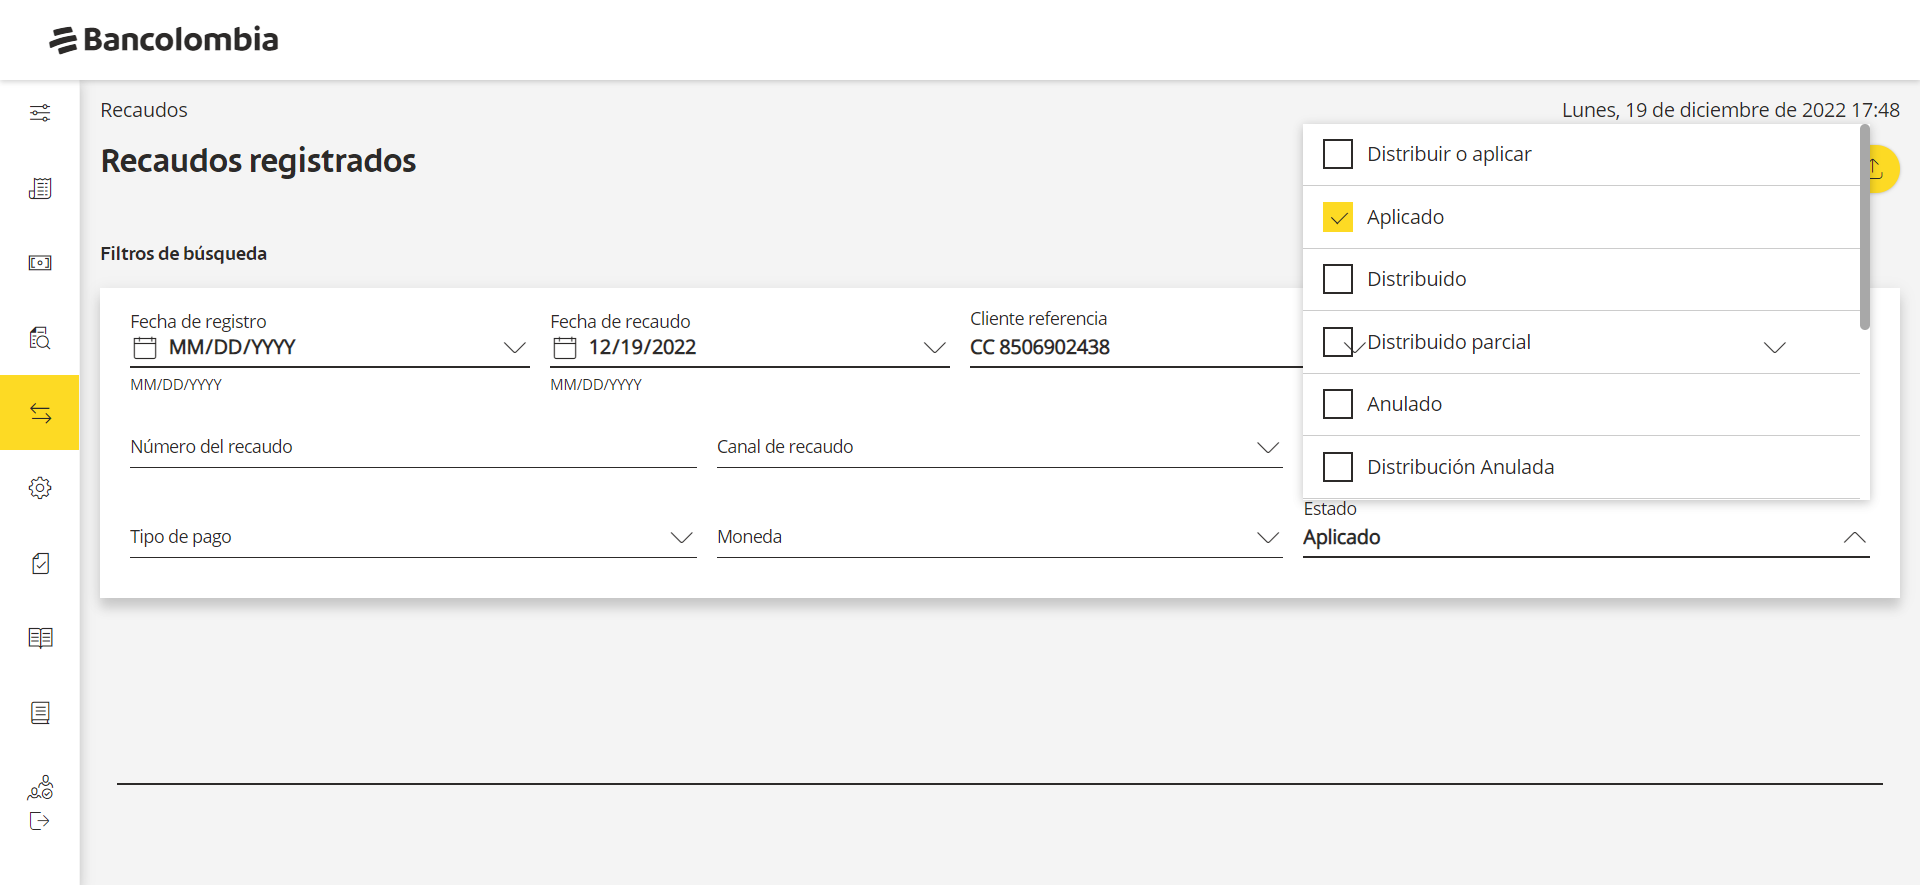 Bancolombia
Recaudos
Lunes, 19 de diciembre de 2022 17:48
Recaudos registrados
Filtros de búsqueda
Fecha de registro
MM/DD/YYYY
MM/DD/YYYY
Fecha de recaudo
12/19/2022
MM/DD/YYYY
Cliente referencia
CC 8506902438
Distribuir o aplicar
Aplicado
Distribuido
Distribuido parcial
Anulado
Distribución Anulada
Número del recaudo
Canal de recaudo
Tipo de pago
Moneda
Estado
Aplicado